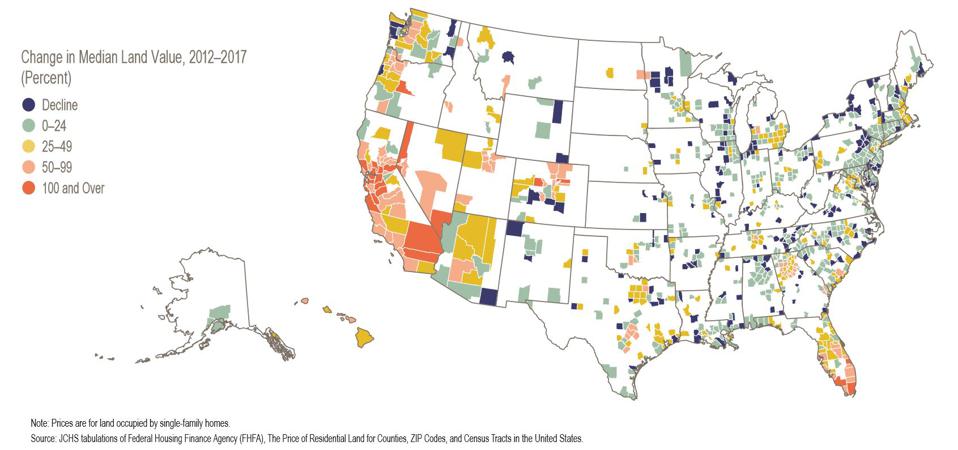 Change in Median Land Value, 2012–2017
(Percent)
Decline
0–24
25–49
50–99
100 and Over
Note: Prices are for land occupied by single-family homes.
Source: JCHS tabulations of Federal Housing Finance Agency (FHFA), The Price of Residential Land for Counties, ZIP Codes, and Census Tracts in the United States.